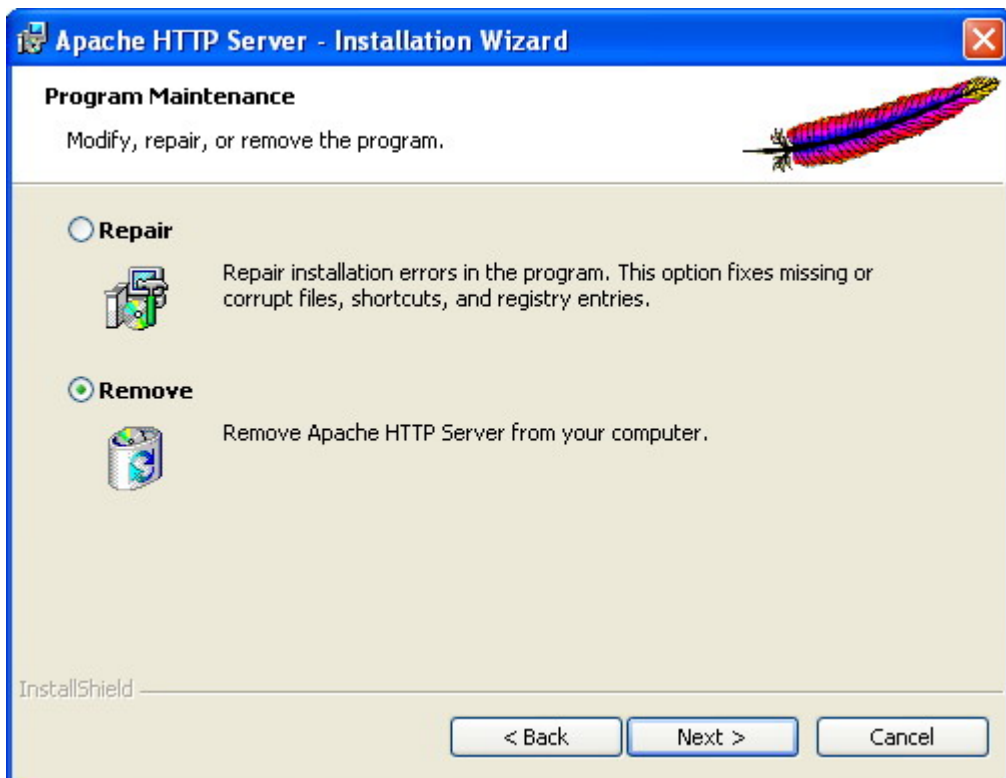 Apache HTTP Server - Installation Wizard
Program Maintenance
Modify, repair, or remove the program.
Repair
Repair installation errors in the program. This option fixes missing or
corrupt files, shortcuts, and registry entries.
Remove
Remove Apache HTTP Server from your computer.
InstallShield
< Back
Next >
Cancel